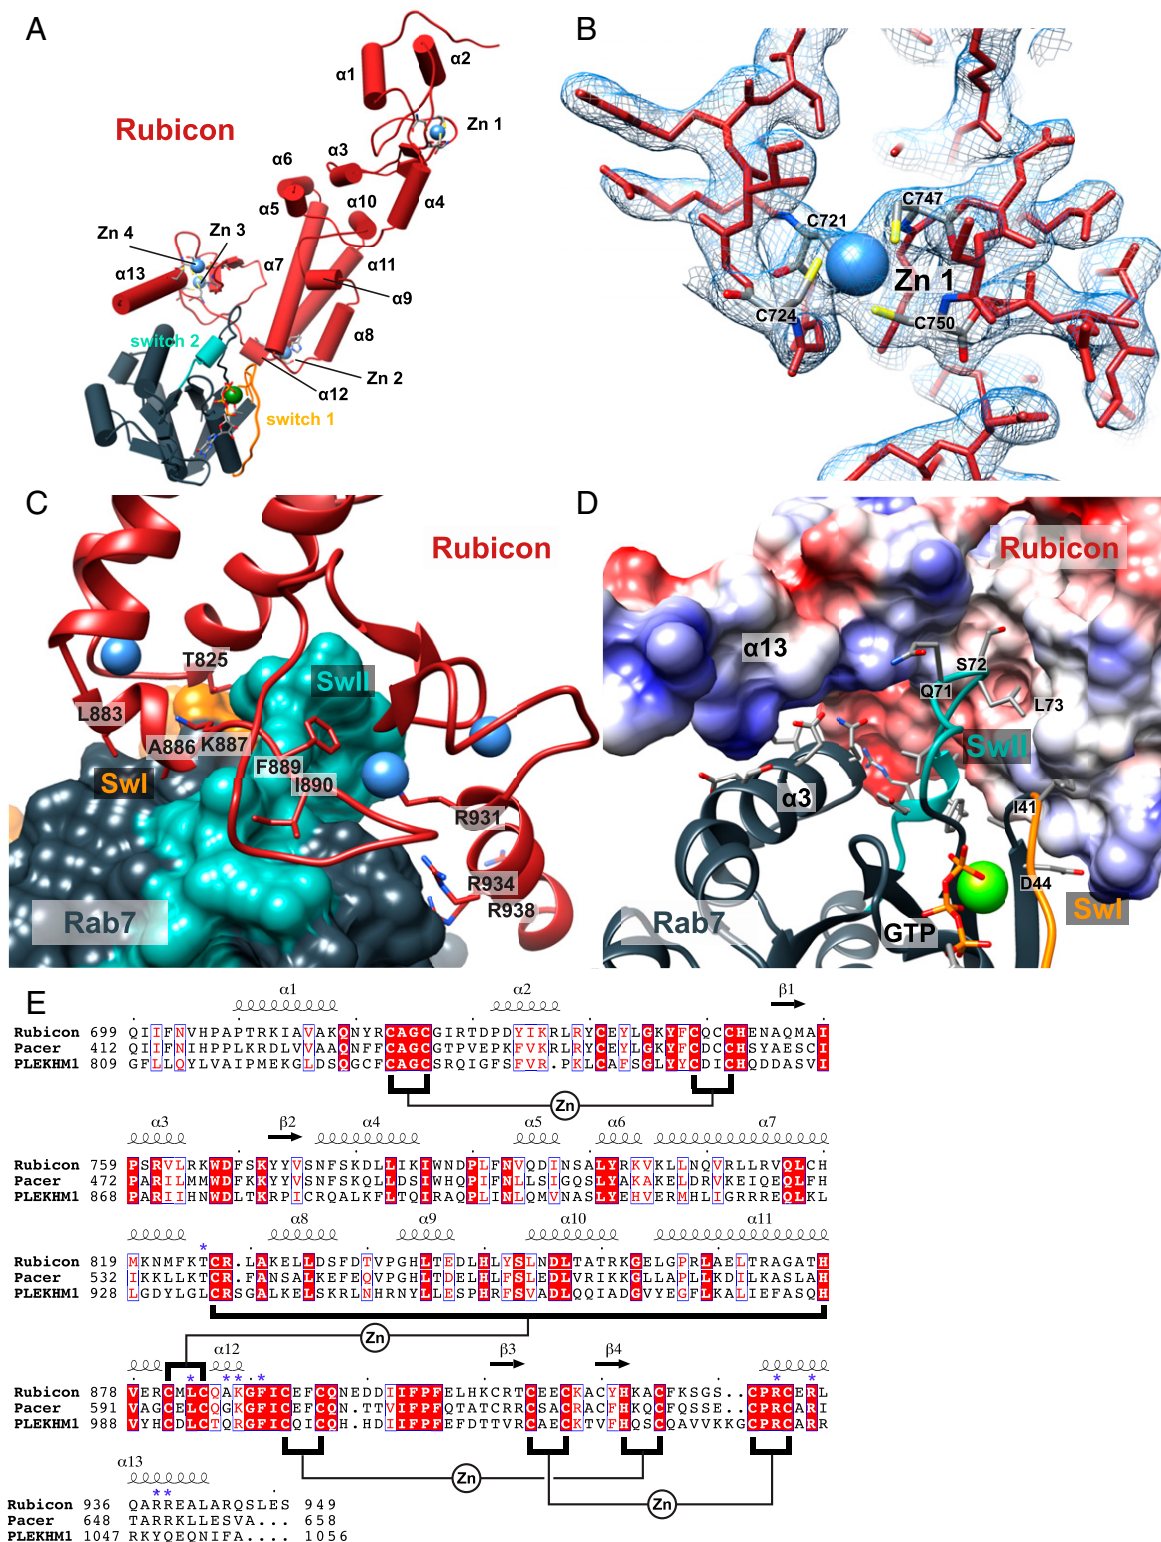 A
α1
α2
Zn 1
Rubicon
α6
α3
α5
α10
α4
Zn 4
Zn 3
α13
α7
α11
α9
switch 2
α8
Zn 2
α12
switch 1
B
C721
C747
Zn 1
C724
C750
C
Rubicon
T825
SwII
L883
A886
K887
F889
SwI
I890
R931
R934
R938
Rab7
D
Rubicon
α13
S72
Q71
L73
SwII
α3
I41
D44
SwI
Rab7
GTP
E
α1 α2 β1
Rubicon 699 QIIFNVHPAPTRKIAVAKQNYRCAGCGIRTDPDYIKRLRYCEYLGKYFCQCCHENAQMAI
Pacer 412 QIIFNIHPPLKRDLVVAAQNFFCAGCGTPVEPKFVKRLRYCEYLGKYFCDCCHSYAESCI
PLEKHM1 809 GFLLQYLVAIPMEKGLDSQGCFCAGCSRQIGFSFVR.PKLCAFSGLYYCDICHQDDASVI
Zn
α3 β2 α4 α5 α6 α7
Rubicon 759 PSRVLRKWDFSKYYVSNFSKDLLIKIWNDPLFNVQDINSALYRKVKLLNQVRLLRVQLCH
Pacer 472 PARILMMWDFKKYYVSNFSKQLLDSIWHQPIFNLLSIGQSLYAKAKELDRVKEIQEQLFH
PLEKHM1 868 PARIIHNWDLTKRPICRQALKFLTQIRAQPLINLQMVNASLYEHVERMHLIGRRREQLKL
α8 α9 α10 α11
*
Rubicon 819 MKNMFKTCR.LAKELLDSFDTVPGHLTEDLHLYSLNDLTATRKGELGPRLAELTRAGATH
Pacer 532 IKKLLKTCR.FANSALKEFEQVPGHLTDELHLFSLEDLVRIKKGLLAPLLKDILKASLAH
PLEKHM1 928 LGDYLGLCRSGALKELSKRLNHRNYLLESPHRFSVADLQQIADGVYEGFLKALIEFASQH
Zn
α12 β3 β4
* ** * * *
Rubicon 878 VERCMLCQAKGFICEFCQNEDDIIFPFELHKCRTCEECKACYHKACFKSGS..CPRCERL
Pacer 591 VAGCELCQGKGFICEFCQN.TTVIFPFQTATCRRCSACRACFHKQCFQSSE..CPRCARI
PLEKHM1 988 VYHCDLCTQRGFICQICQH.HDIIFPFEFDTTVRCAECKTVFHQSCQAVVKKGCPRCARR
Zn
Zn
α13
**
Rubicon 936 QARREALARQSLES 949
Pacer 648 TARRKLLESVA... 658
PLEKHM1 1047 RKYQEQNIFA.... 1056